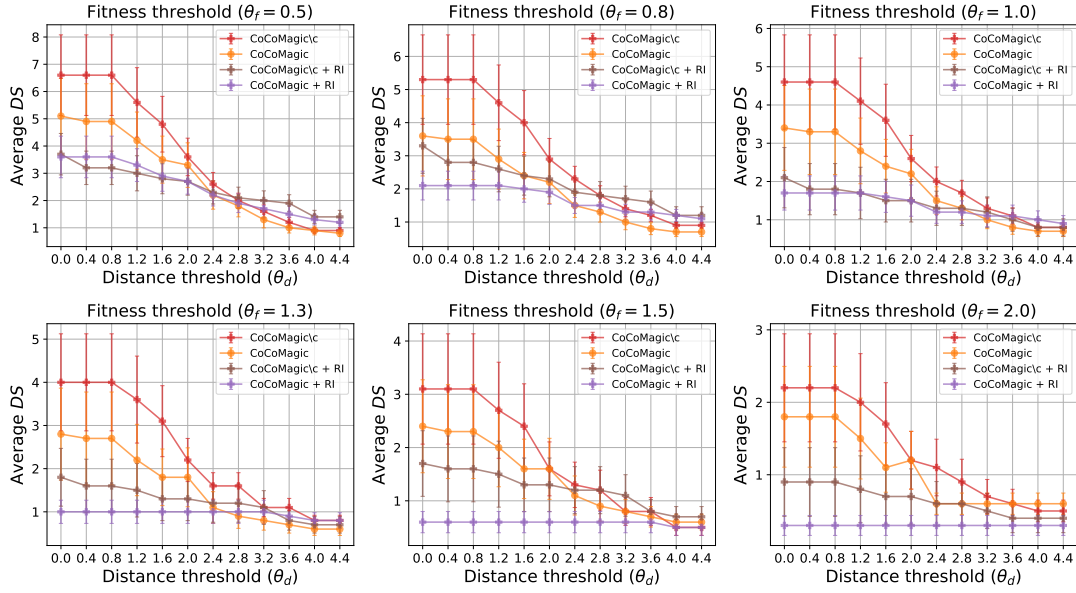 Fitness threshold (θ_f = 0.5)
Average DS
8
7
6
5
4
3
2
1
CoCoMagic\c
CoCoMagic
CoCoMagic\c + RI
CoCoMagic + RI
0.0 0.4 0.8 1.2 1.6 2.0 2.4 2.8 3.2 3.6 4.0 4.4
Distance threshold (θ_d)
Fitness threshold (θ_f = 0.8)
Average DS
6
5
4
3
2
1
CoCoMagic\c
CoCoMagic
CoCoMagic\c + RI
CoCoMagic + RI
0.0 0.4 0.8 1.2 1.6 2.0 2.4 2.8 3.2 3.6 4.0 4.4
Distance threshold (θ_d)
Fitness threshold (θ_f = 1.0)
Average DS
6
5
4
3
2
1
CoCoMagic\c
CoCoMagic
CoCoMagic\c + RI
CoCoMagic + RI
0.0 0.4 0.8 1.2 1.6 2.0 2.4 2.8 3.2 3.6 4.0 4.4
Distance threshold (θ_d)
Fitness threshold (θ_f = 1.3)
Average DS
5
4
3
2
1
CoCoMagic\c
CoCoMagic
CoCoMagic\c + RI
CoCoMagic + RI
0.0 0.4 0.8 1.2 1.6 2.0 2.4 2.8 3.2 3.6 4.0 4.4
Distance threshold (θ_d)
Fitness threshold (θ_f = 1.5)
Average DS
4
3
2
1
CoCoMagic\c
CoCoMagic
CoCoMagic\c + RI
CoCoMagic + RI
0.0 0.4 0.8 1.2 1.6 2.0 2.4 2.8 3.2 3.6 4.0 4.4
Distance threshold (θ_d)
Fitness threshold (θ_f = 2.0)
Average DS
3
2
1
CoCoMagic\c
CoCoMagic
CoCoMagic\c + RI
CoCoMagic + RI
0.0 0.4 0.8 1.2 1.6 2.0 2.4 2.8 3.2 3.6 4.0 4.4
Distance threshold (θ_d)